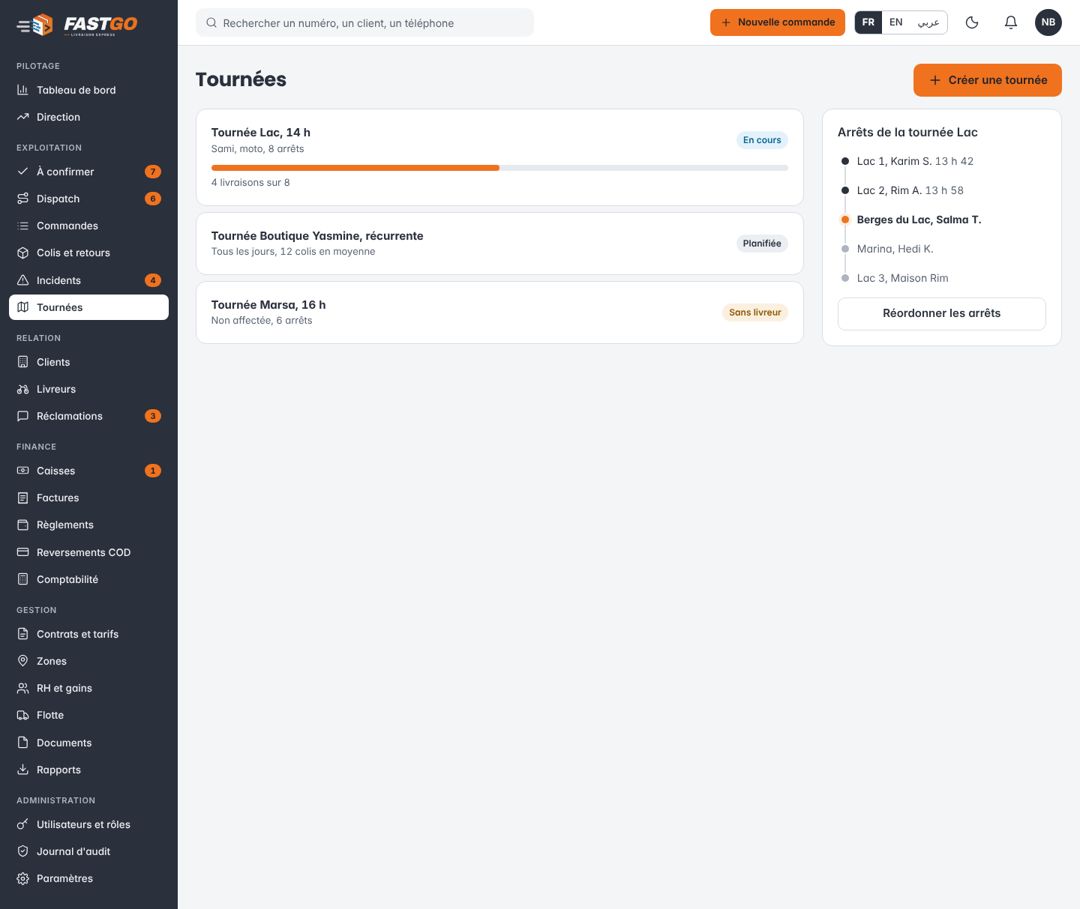 FASTGO
LIVRAISON EXPRESS
Rechercher un numéro, un client, un téléphone
Nouvelle commande
FR EN عربي
NB
PILOTAGE
Tableau de bord
Direction
EXPLOITATION
À confirmer 7
Dispatch 6
Commandes
Colis et retours
Incidents 4
Tournées
RELATION
Clients
Livreurs
Réclamations 3
FINANCE
Caisses 1
Factures
Règlements
Reversements COD
Comptabilité
GESTION
Contrats et tarifs
Zones
RH et gains
Flotte
Documents
Rapports
ADMINISTRATION
Utilisateurs et rôles
Journal d'audit
Paramètres
Tournées
Créer une tournée
Tournée Lac, 14 h
Sami, moto, 8 arrêts
En cours
4 livraisons sur 8
Tournée Boutique Yasmine, récurrente
Tous les jours, 12 colis en moyenne
Planifiée
Tournée Marsa, 16 h
Non affectée, 6 arrêts
Sans livreur
Arrêts de la tournée Lac
Lac 1, Karim S. 13 h 42
Lac 2, Rim A. 13 h 58
Berges du Lac, Salma T.
Marina, Hedi K.
Lac 3, Maison Rim
Réordonner les arrêts